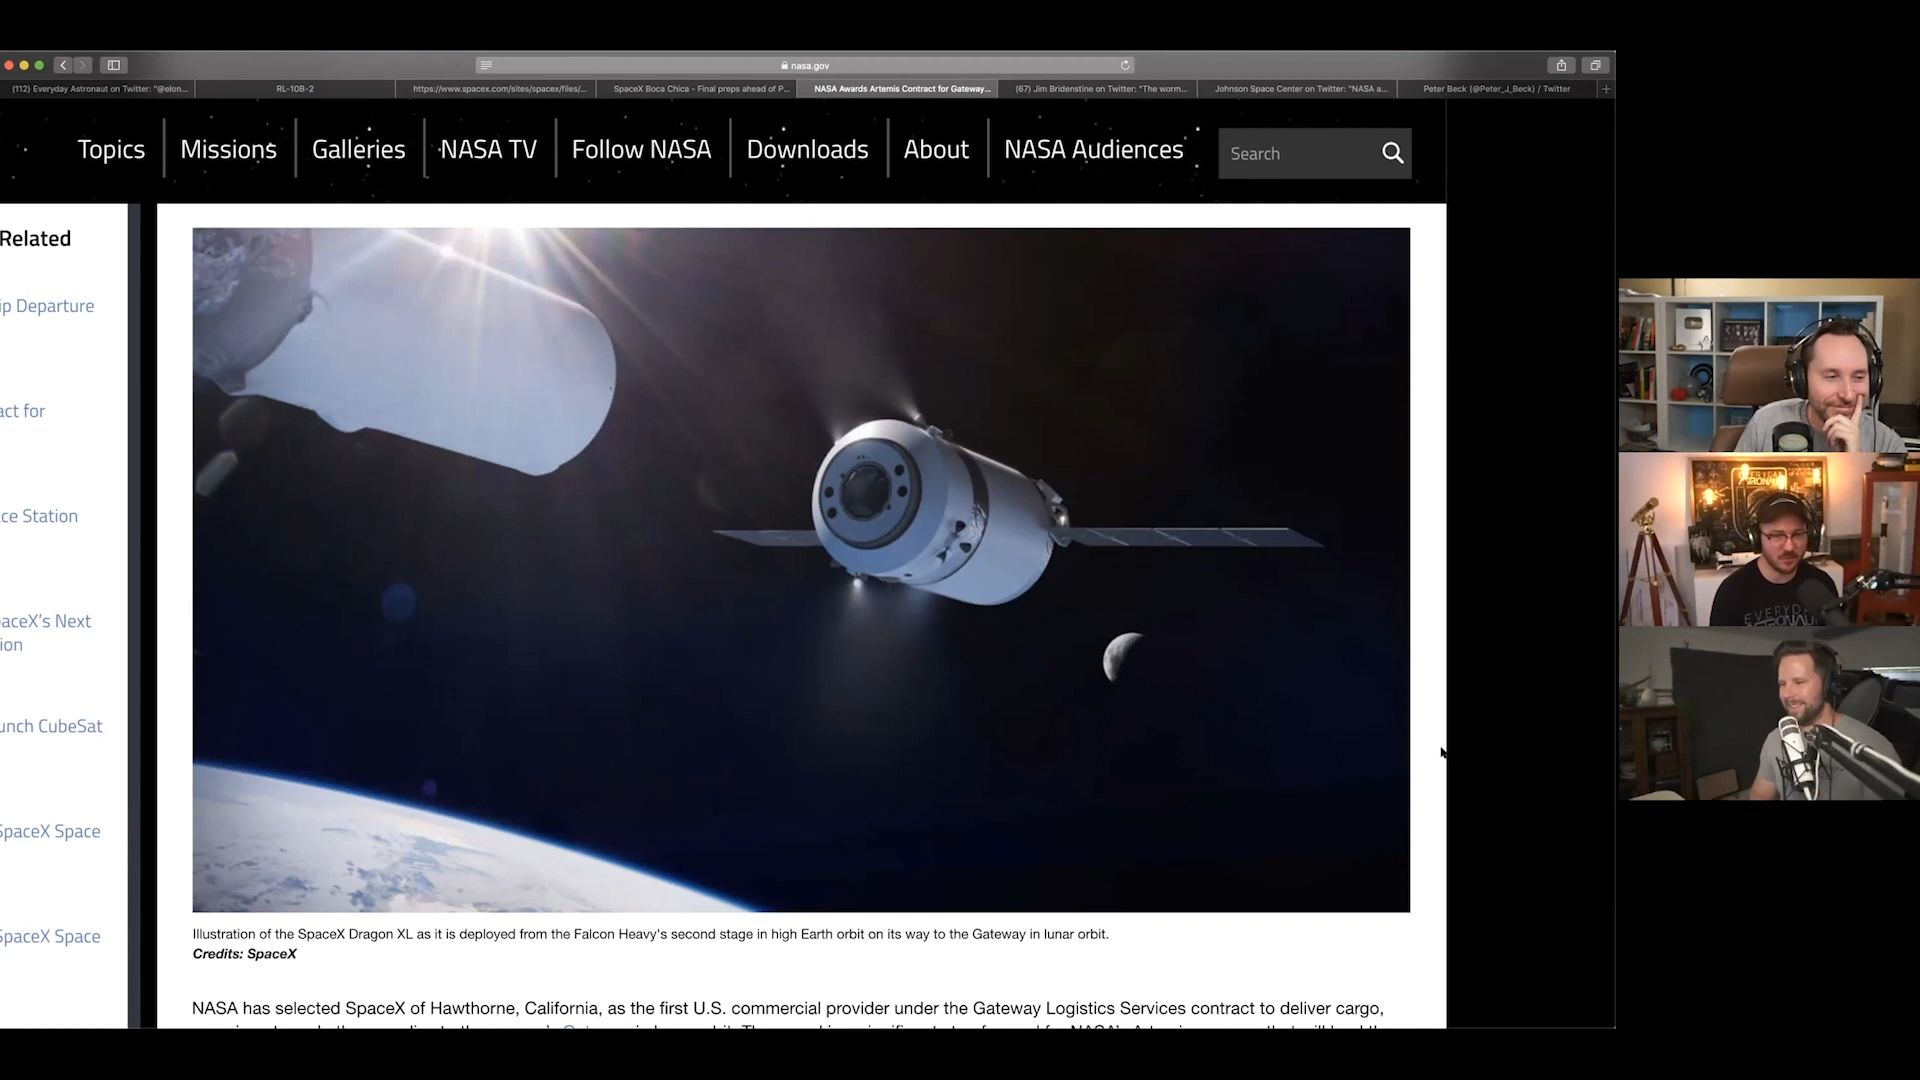 nasa.gov
(112) Everyday Astronaut on Twitter: "@elon...
RL-10B-2
https://www.spacex.com/sites/spacex/files/...
SpaceX Boca Chica - Final preps ahead of P...
NASA Awards Artemis Contract for Gateway...
(67) Jim Bridenstine on Twitter: "The worm...
Johnson Space Center on Twitter: "NASA a...
Peter Beck (@Peter_J_Beck) / Twitter
Topics
Missions
Galleries
NASA TV
Follow NASA
Downloads
About
NASA Audiences
Search
Related
ip Departure
act for
ce Station
paceX's Next
ion
unch CubeSat
SpaceX Space
SpaceX Space
Illustration of the SpaceX Dragon XL as it is deployed from the Falcon Heavy's second stage in high Earth orbit on its way to the Gateway in lunar orbit.
Credits: SpaceX
NASA has selected SpaceX of Hawthorne, California, as the first U.S. commercial provider under the Gateway Logistics Services contract to deliver cargo,
EVERYD